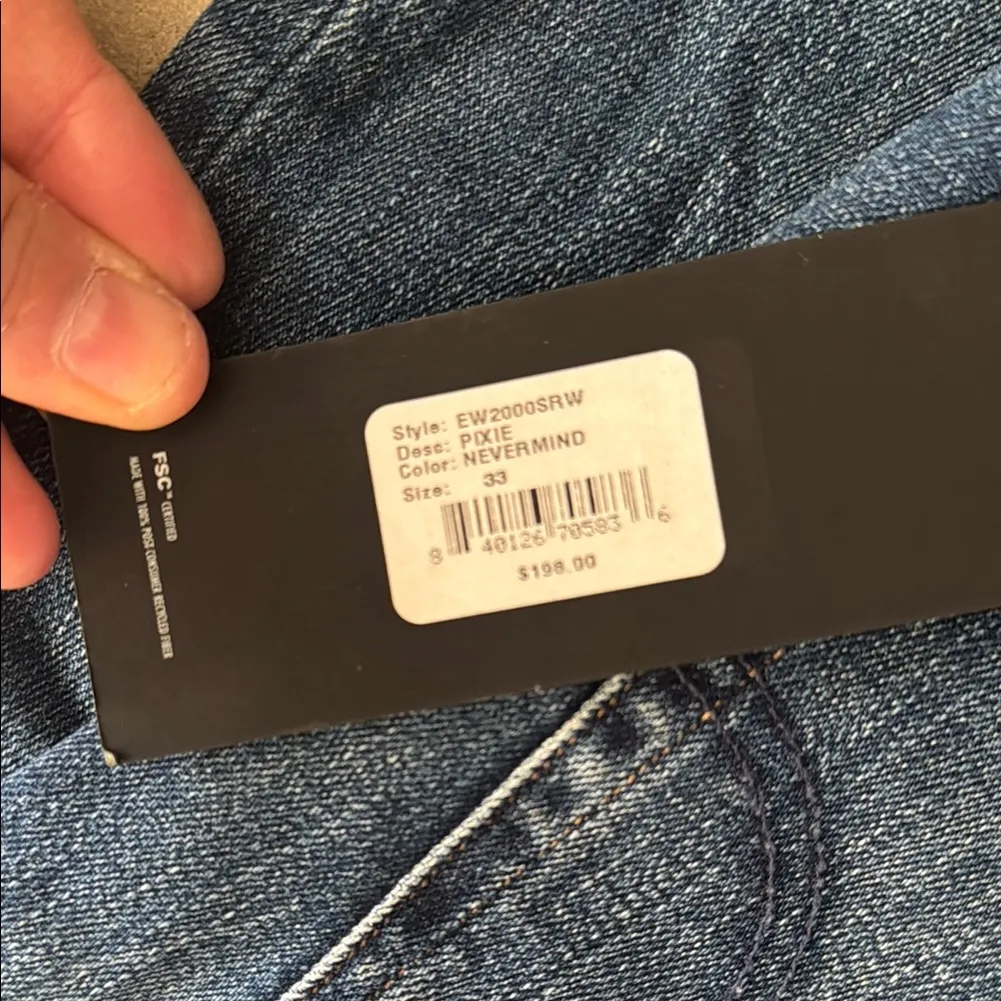 Style: EW2000SRW
Desc: PIXIE
Color: NEVERMIND
Size: 33
8 40126 70583 6
$198.00
FSC™ CERTIFIED
MADE WITH 100% POST CONSUMER RECYCLED FIBER